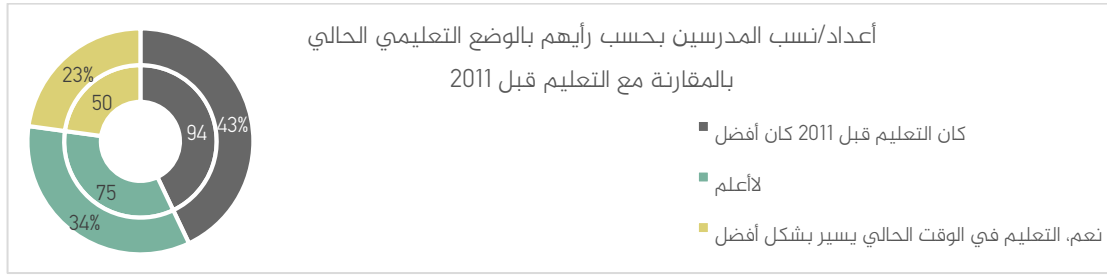 أعداد/نسب المدرسين بحسب رأيهم بالوضع التعليمي الحالي
بالمقارنة مع التعليم قبل 2011
23%
50
94
43%
75
34%
كان التعليم قبل 2011 كان أفضل
لاأعلم
نعم، التعليم في الوقت الحالي يسير بشكل أفضل